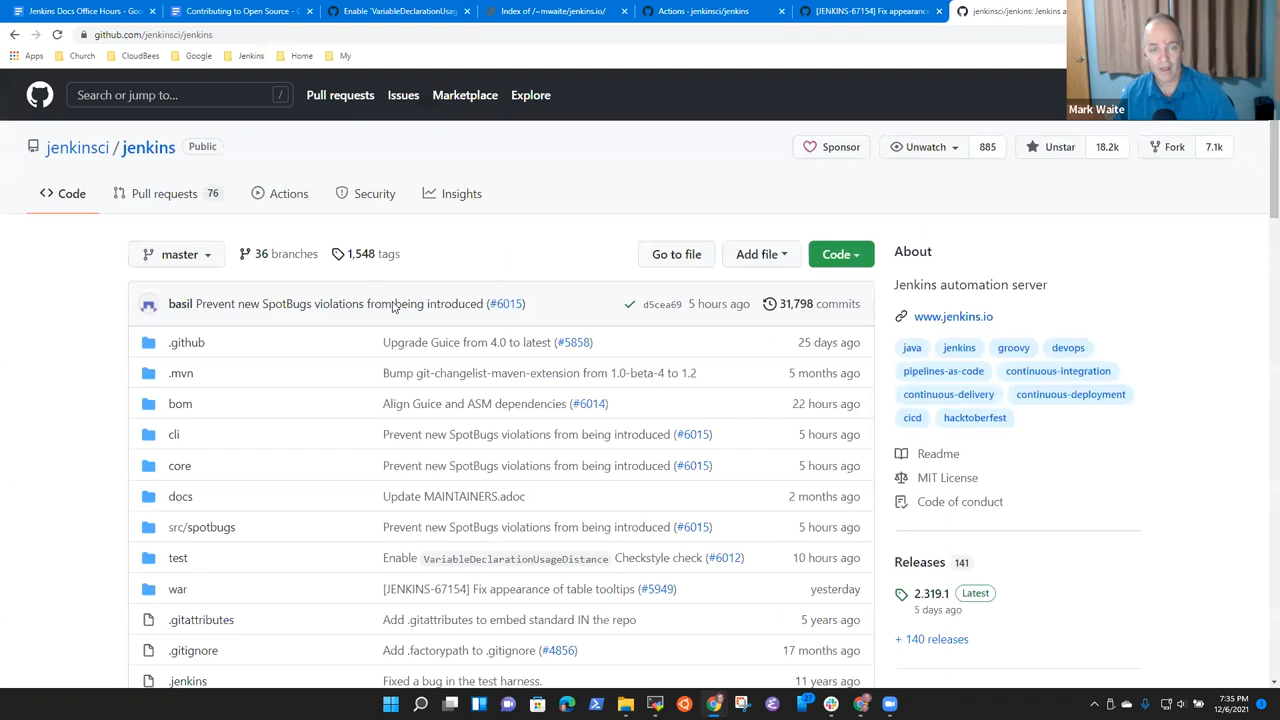 Jenkins Docs Office Hours - Goo
Contributing to Open Source - G
Enable `VariableDeclarationUsag
Index of /~mwaite/jenkins.io/
Actions · jenkinsci/jenkins
[JENKINS-67154] Fix appearance
jenkinsci/jenkins: Jenkins a
github.com/jenkinsci/jenkins
Apps Church CloudBees Google Jenkins Home My
Mark Waite
Search or jump to... /
Pull requests Issues Marketplace Explore
jenkinsci / jenkins Public
Sponsor Unwatch 885 Unstar 18.2k Fork 7.1k
Code Pull requests 76 Actions Security Insights
master 36 branches 1,548 tags Go to file Add file Code
basil Prevent new SpotBugs violations from being introduced (#6015) d5cea69 5 hours ago 31,798 commits
.github Upgrade Guice from 4.0 to latest (#5858) 25 days ago
.mvn Bump git-changelist-maven-extension from 1.0-beta-4 to 1.2 5 months ago
bom Align Guice and ASM dependencies (#6014) 22 hours ago
cli Prevent new SpotBugs violations from being introduced (#6015) 5 hours ago
core Prevent new SpotBugs violations from being introduced (#6015) 5 hours ago
docs Update MAINTAINERS.adoc 2 months ago
src/spotbugs Prevent new SpotBugs violations from being introduced (#6015) 5 hours ago
test Enable VariableDeclarationUsageDistance Checkstyle check (#6012) 10 hours ago
war [JENKINS-67154] Fix appearance of table tooltips (#5949) yesterday
.gitattributes Add .gitattributes to embed standard IN the repo 5 years ago
.gitignore Add .factorypath to .gitignore (#4856) 17 months ago
.jenkins Fixed a bug in the test harness. 11 years ago
About
Jenkins automation server
www.jenkins.io
java jenkins groovy devops
pipelines-as-code continuous-integration
continuous-delivery continuous-deployment
cicd hacktoberfest
Readme
MIT License
Code of conduct
Releases 141
2.319.1 Latest
5 days ago
+ 140 releases
27
7:35 PM
12/6/2021